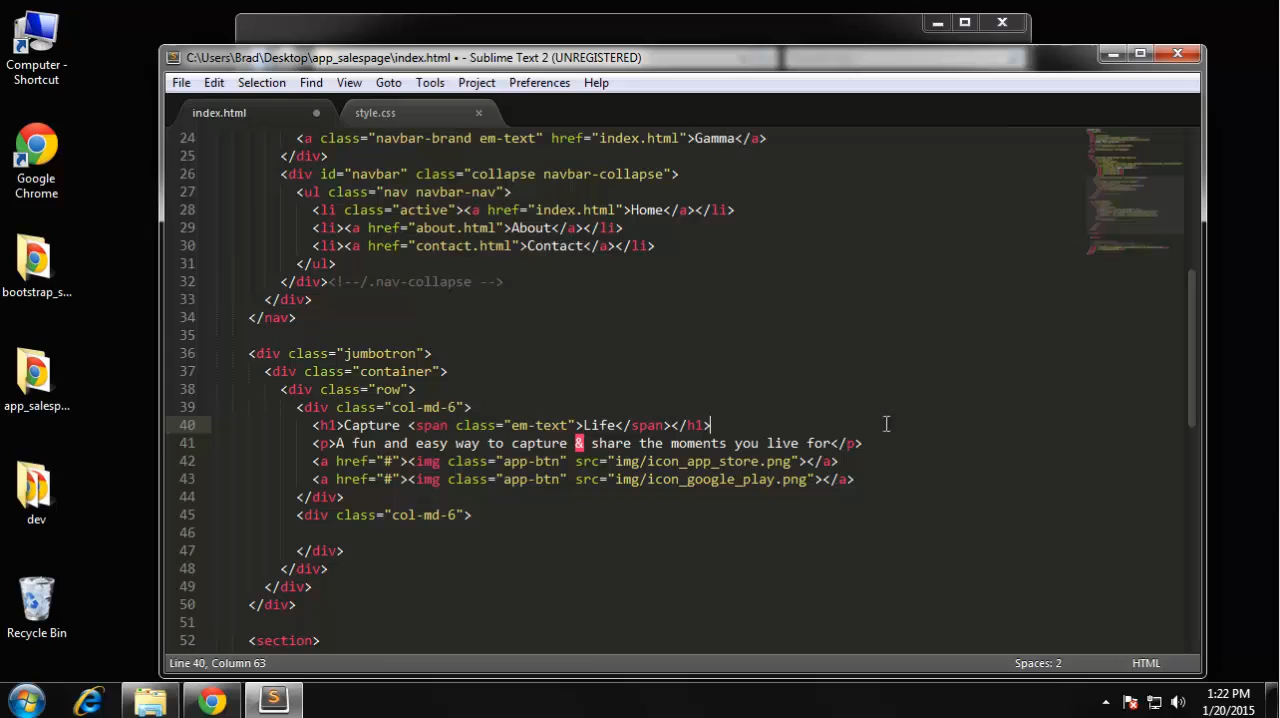 Computer -
Shortcut
Google
Chrome
bootstrap_s...
app_salesp...
dev
Recycle Bin
C:\Users\Brad\Desktop\app_salespage\index.html • - Sublime Text 2 (UNREGISTERED)
File Edit Selection Find View Goto Tools Project Preferences Help
index.html style.css
24 <a class="navbar-brand em-text" href="index.html">Gamma</a>
25 </div>
26 <div id="navbar" class="collapse navbar-collapse">
27 <ul class="nav navbar-nav">
28 <li class="active"><a href="index.html">Home</a></li>
29 <li><a href="about.html">About</a></li>
30 <li><a href="contact.html">Contact</a></li>
31 </ul>
32 </div><!--/.nav-collapse -->
33 </div>
34 </nav>
35
36 <div class="jumbotron">
37 <div class="container">
38 <div class="row">
39 <div class="col-md-6">
40 <h1>Capture <span class="em-text">Life</span></h1>
41 <p>A fun and easy way to capture & share the moments you live for</p>
42 <a href="#"><img class="app-btn" src="img/icon_app_store.png"></a>
43 <a href="#"><img class="app-btn" src="img/icon_google_play.png"></a>
44 </div>
45 <div class="col-md-6">
46
47 </div>
48 </div>
49 </div>
50 </div>
51
52 <section>
Line 40, Column 63 Spaces: 2 HTML
1:22 PM
1/20/2015